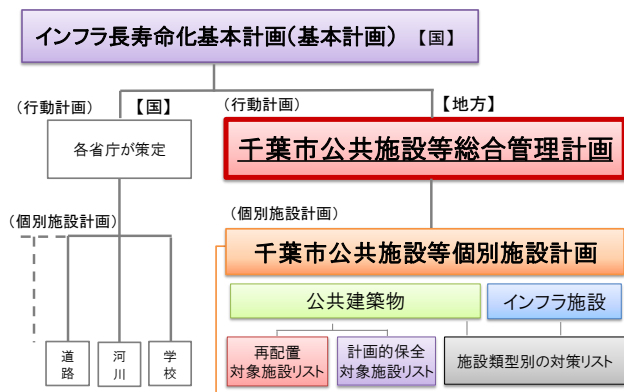 インフラ長寿命化基本計画(基本計画) 【国】
(行動計画) 【国】
各省庁が策定
(行動計画) 【地方】
千葉市公共施設等総合管理計画
(個別施設計画)
道路
河川
学校
(個別施設計画)
千葉市公共施設等個別施設計画
公共建築物
インフラ施設
再配置
対象施設リスト
計画的保全
対象施設リスト
施設類型別の対策リスト